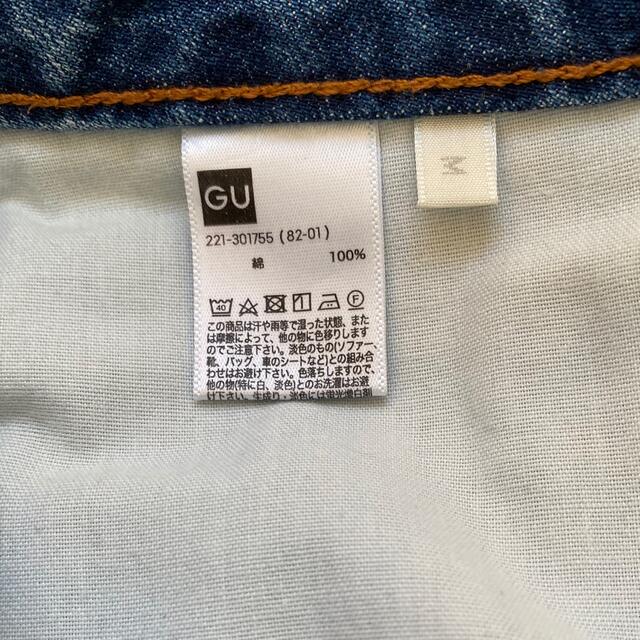 GU
221-301755 (82-01)
綿 100%
40 F
この商品は汗や雨等で湿った状態、また
は摩擦によって、他の物に色移りします
のでご注意下さい。淡色のもの(ソファー、
靴、バッグ、車のシートなど)との組み合
わせはお避け下さい。色落ちしますので、
他の物(特に白、淡色)とのお洗濯はお避
け下さい。生成り・淡色には蛍光増白剤
M